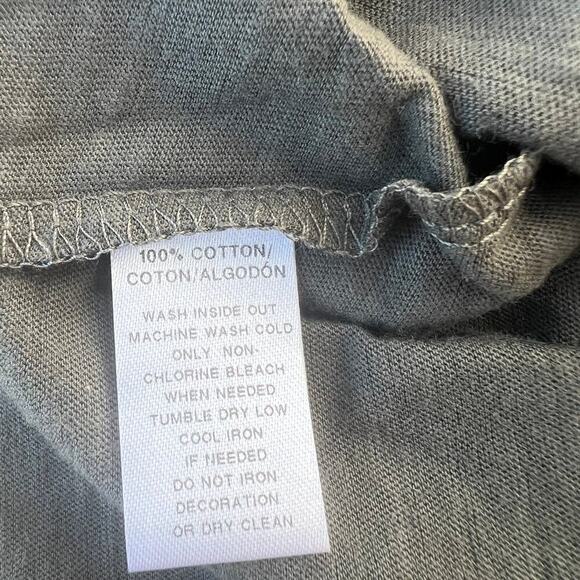 100% COTTON/
COTON/ALGODÓN
WASH INSIDE OUT
MACHINE WASH COLD
ONLY NON-
CHLORINE BLEACH
WHEN NEEDED
TUMBLE DRY LOW
COOL IRON
IF NEEDED
DO NOT IRON
DECORATION
OR DRY CLEAN